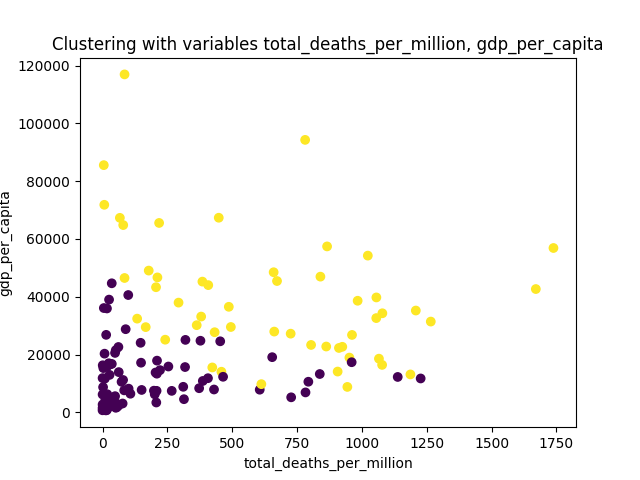 Clustering with variables total_deaths_per_million, gdp_per_capita
120000
100000
80000
60000
40000
20000
0
gdp_per_capita
0 250 500 750 1000 1250 1500 1750
total_deaths_per_million